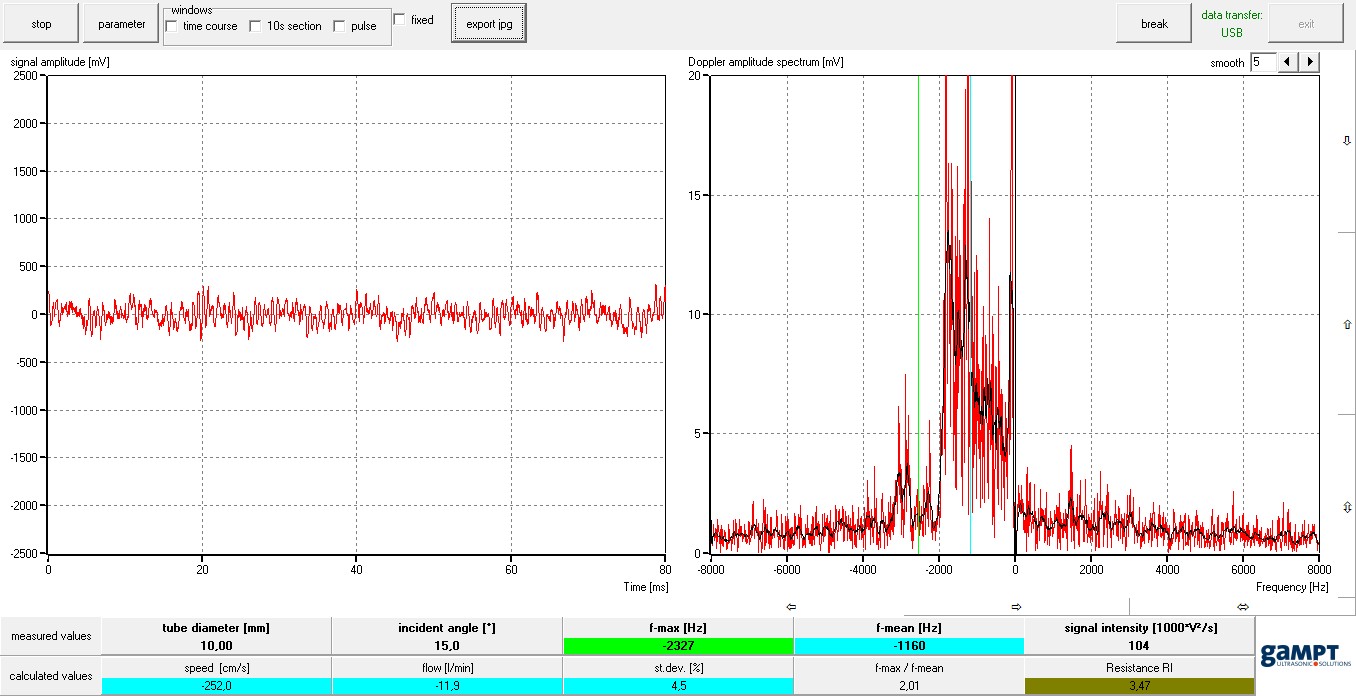 stop
parameter
windows
time course
10s section
pulse
fixed
export jpg
break
data transfer:
USB
exit
signal amplitude [mV]
2500
2000
1500
1000
500
0
-500
-1000
-1500
-2000
-2500
0 20 40 60 80
Time [ms]
Doppler amplitude spectrum [mV]
smooth 5
20
15
10
5
0
-8000 -6000 -4000 -2000 0 2000 4000 6000 8000
Frequency [Hz]
measured values
tube diameter [mm]
10,00
incident angle [°]
15,0
f-max [Hz]
-2327
f-mean [Hz]
-1160
signal intensity [1000*V²/s]
104
calculated values
speed [cm/s]
-252,0
flow [l/min]
-11,9
st.dev. [%]
4,5
f-max / f-mean
2,01
Resistance RI
3,47
gAMPT
ULTRASONIC SOLUTIONS